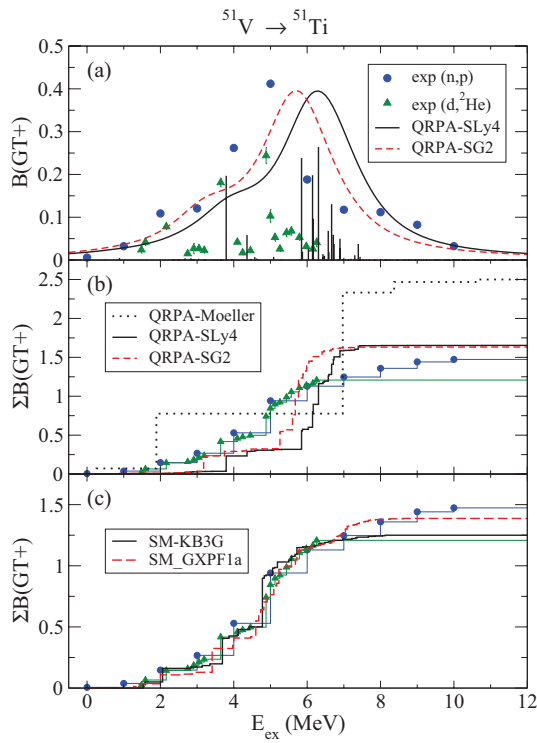 ⁵¹V → ⁵¹Ti
0.5
0.4
0.3
0.2
0.1
0
B(GT+)
(a)
exp (n,p)
exp (d,²He)
QRPA-SLy4
QRPA-SG2
2.5
2
1.5
1
0.5
0
ΣB(GT+)
(b)
QRPA-Moeller
QRPA-SLy4
QRPA-SG2
1.5
1
0.5
0
ΣB(GT+)
(c)
SM-KB3G
SM_GXPF1a
0 2 4 6 8 10 12
E_ex (MeV)